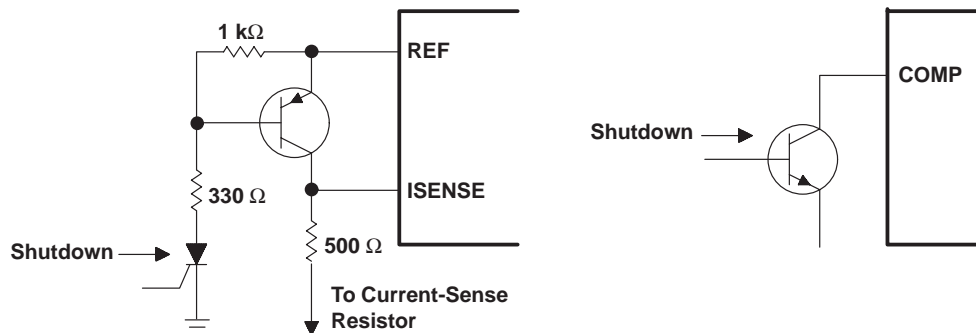 1 kΩ
REF
COMP
Shutdown
330 Ω
ISENSE
Shutdown
500 Ω
To Current-Sense
Resistor